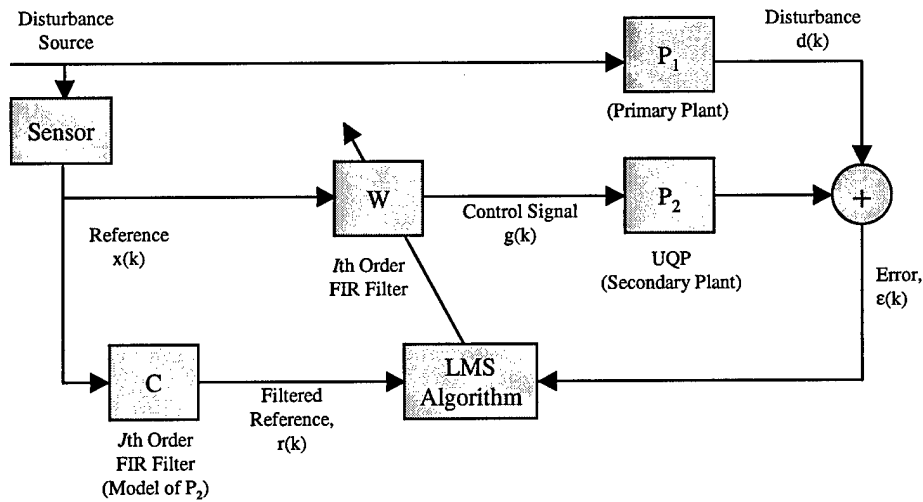 Disturbance
Source
Disturbance
d(k)
P₁
(Primary Plant)
Sensor
W
Control Signal
g(k)
P₂
+
Reference
x(k)
Ith Order
FIR Filter
UQP
(Secondary Plant)
Error,
ε(k)
C
Filtered
Reference,
r(k)
LMS
Algorithm
Jth Order
FIR Filter
(Model of P₂)